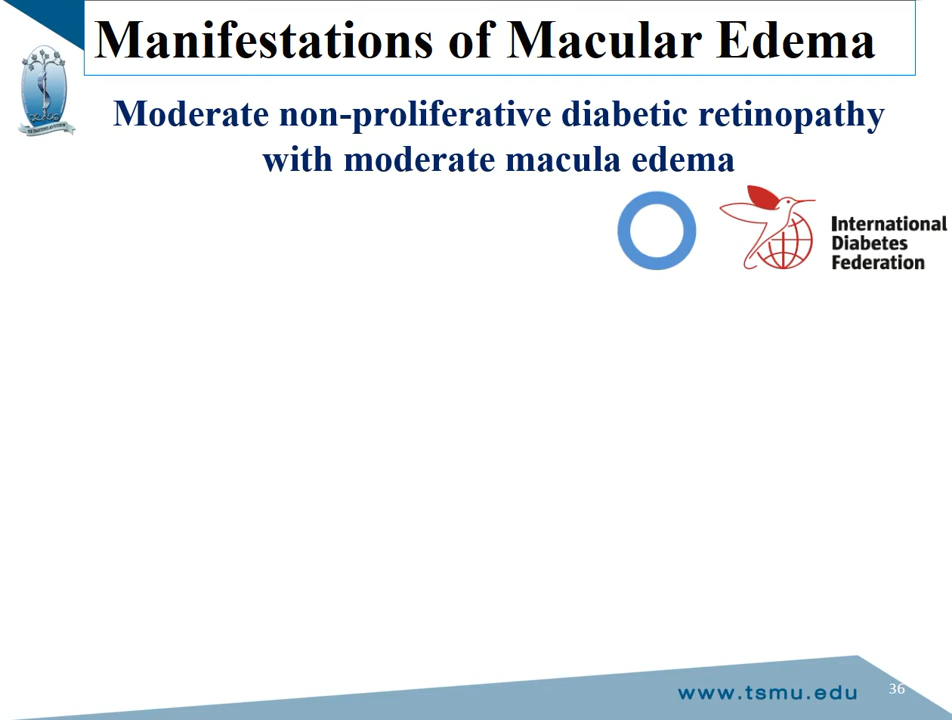 Manifestations of Macular Edema
Moderate non-proliferative diabetic retinopathy
with moderate macula edema
International
Diabetes
Federation
www.tsmu.edu
36